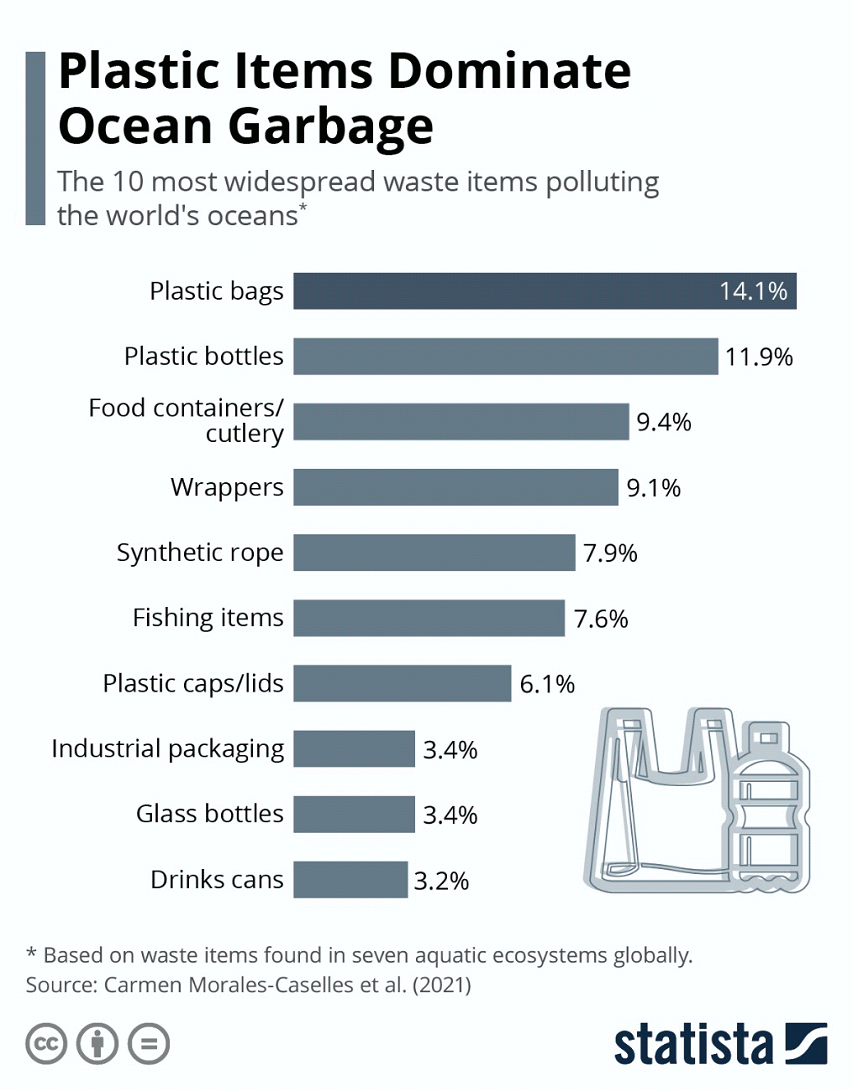 Plastic Items Dominate
Ocean Garbage
The 10 most widespread waste items polluting
the world's oceans*
Plastic bags 14.1%
Plastic bottles 11.9%
Food containers/
cutlery 9.4%
Wrappers 9.1%
Synthetic rope 7.9%
Fishing items 7.6%
Plastic caps/lids 6.1%
Industrial packaging 3.4%
Glass bottles 3.4%
Drinks cans 3.2%
* Based on waste items found in seven aquatic ecosystems globally.
Source: Carmen Morales-Caselles et al. (2021)
cc
statista